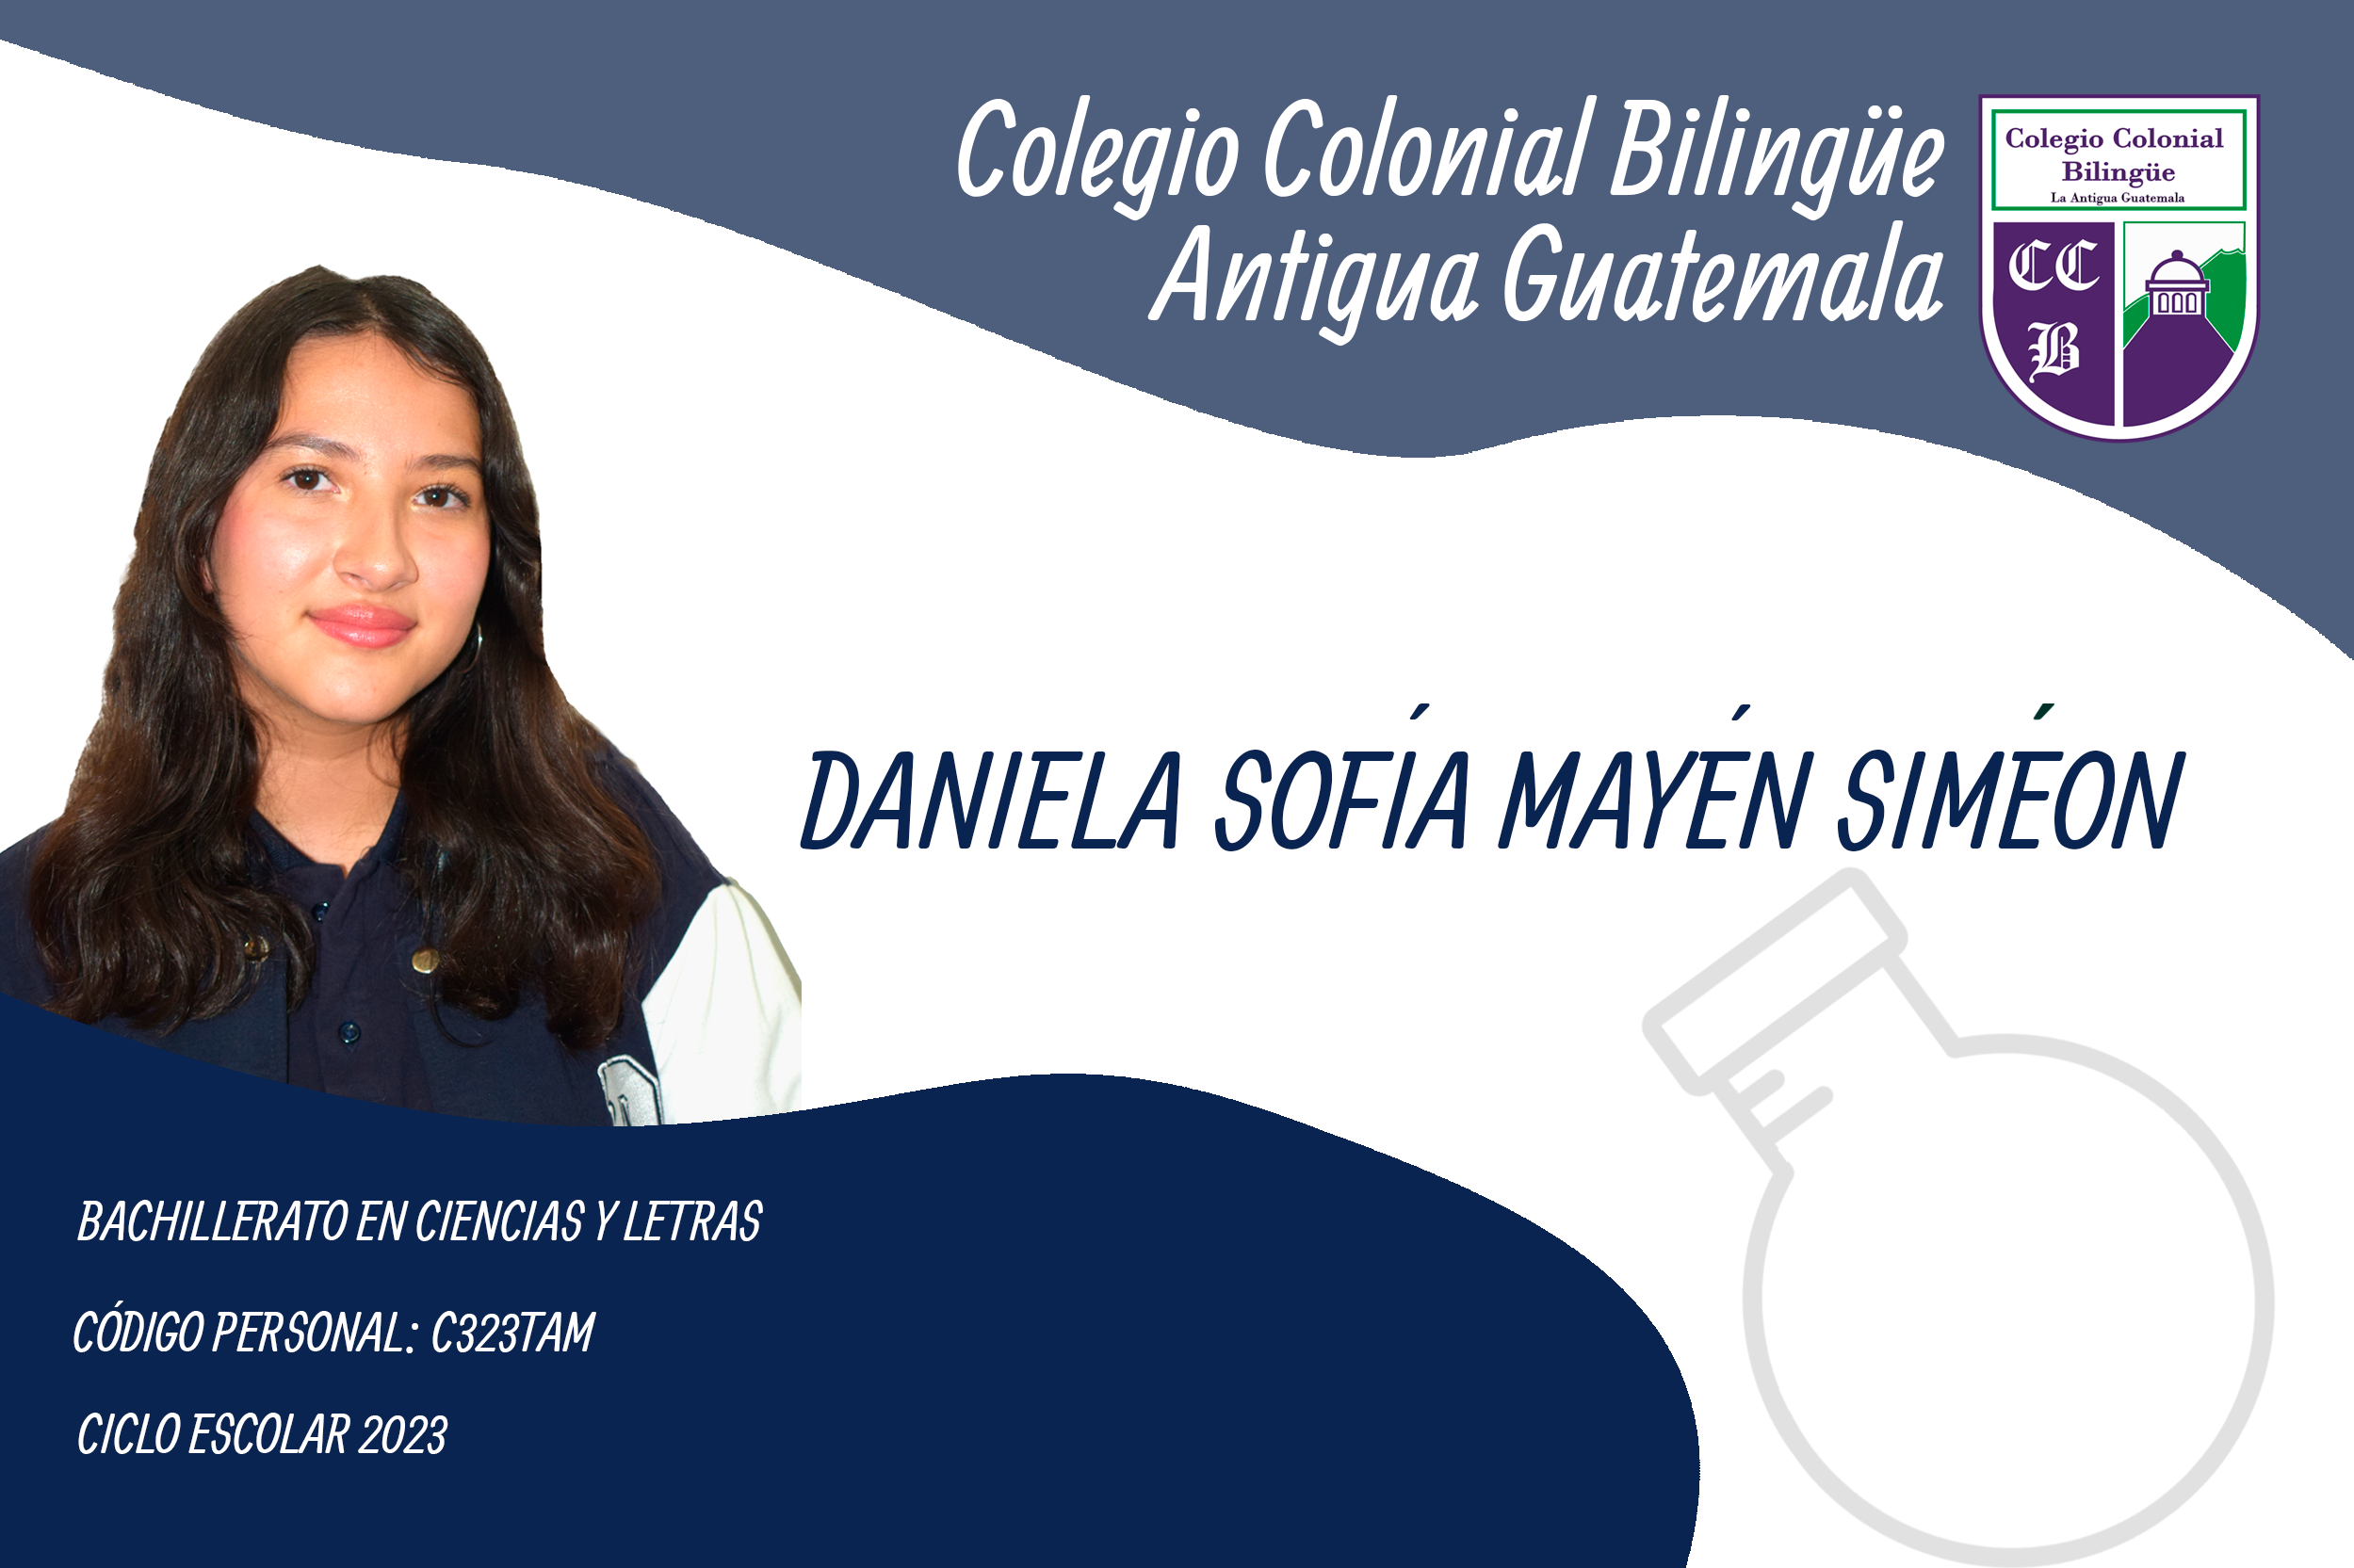 Colegio Colonial Bilingüe
Antigua Guatemala
Colegio Colonial
Bilingüe
La Antigua Guatemala
CC
B
DANIELA SOFÍA MAYÉN SIMÉON
BACHILLERATO EN CIENCIAS Y LETRAS
CÓDIGO PERSONAL: C323TAM
CICLO ESCOLAR 2023